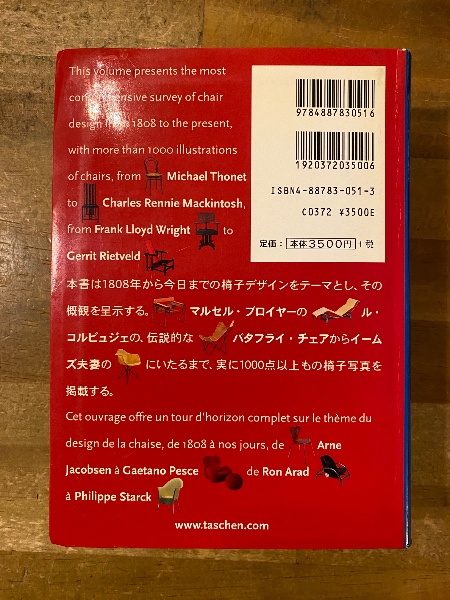 This volume presents the most
comprehensive survey of chair
design from 1808 to the present,
with more than 1000 illustrations
of chairs, from Michael Thonet
to Charles Rennie Mackintosh,
from Frank Lloyd Wright to
Gerrit Rietveld
9784887830516
1920372035006
ISBN4-88783-051-3
C0372 ¥3500E
定価：本体3500円+税
本書は1808年から今日までの椅子デザインをテーマとし、その
概観を呈示する。マルセル・ブロイヤーのル・
コルビュジェの、伝説的なバタフライ・チェアからイーム
ズ夫妻のにいたるまで、実に1000点以上もの椅子写真を
掲載する。
Cet ouvrage offre un tour d'horizon complet sur le thème du
design de la chaise, de 1808 à nos jours, de Arne
Jacobsen à Gaetano Pesce de Ron Arad
à Philippe Starck
www.taschen.com